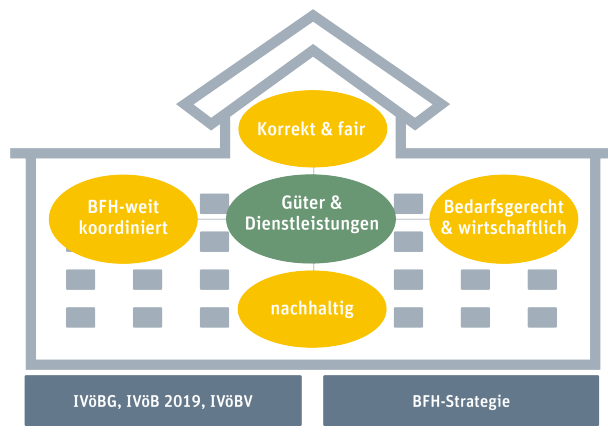 Korrekt & fair
BFH-weit
koordiniert
Güter &
Dienstleistungen
Bedarfsgerecht
& wirtschaftlich
nachhaltig
IVöBG, IVöB 2019, IVöBV
BFH-Strategie